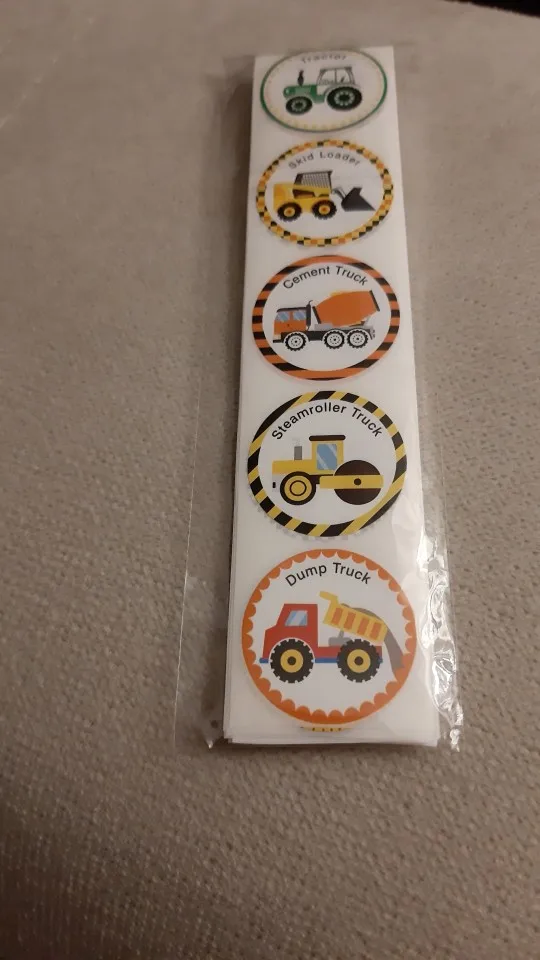 Tractor
Skid Loader
Cement Truck
Steamroller Truck
Dump Truck